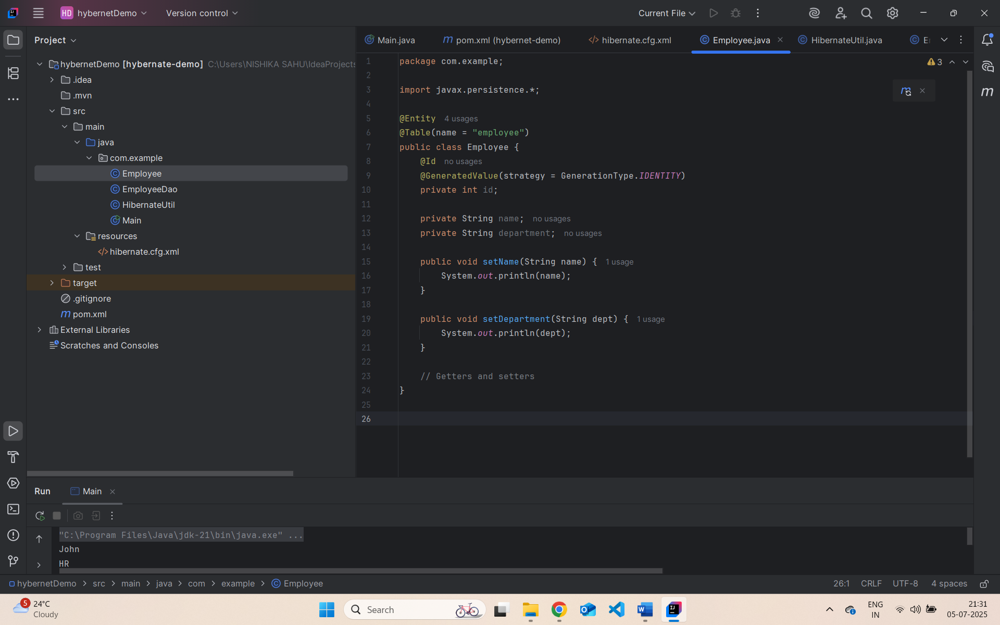 HD hybernetDemo Version control Current File
Project
hybernetDemo [hybernate-demo] C:\Users\NISHIKA SAHU\IdeaProjects
.idea
.mvn
src
main
java
com.example
Employee
EmployeeDao
HibernateUtil
Main
resources
hibernate.cfg.xml
test
target
.gitignore
pom.xml
External Libraries
Scratches and Consoles
Main.java pom.xml (hybernet-demo) hibernate.cfg.xml Employee.java HibernateUtil.java
3
1 package com.example;
2
3 import javax.persistence.*;
4
5 @Entity 4 usages
6 @Table(name = "employee")
7 public class Employee {
8 @Id no usages
9 @GeneratedValue(strategy = GenerationType.IDENTITY)
10 private int id;
11
12 private String name; no usages
13 private String department; no usages
14
15 public void setName(String name) { 1 usage
16 System.out.println(name);
17 }
18
19 public void setDepartment(String dept) { 1 usage
20 System.out.println(dept);
21 }
22
23 // Getters and setters
24 }
25
26
Run Main
"C:\Program Files\Java\jdk-21\bin\java.exe" ...
John
HR
hybernetDemo > src > main > java > com > example > Employee 26:1 CRLF UTF-8 4 spaces
5 24°C
Cloudy
Search
ENG
IN
21:31
05-07-2025